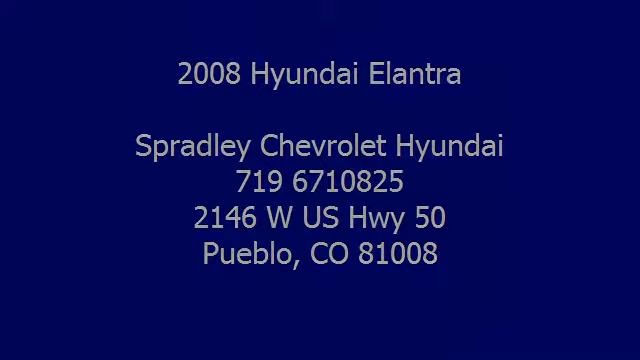 2008 Hyundai Elantra
Spradley Chevrolet Hyundai
719 6710825
2146 W US Hwy 50
Pueblo, CO 81008